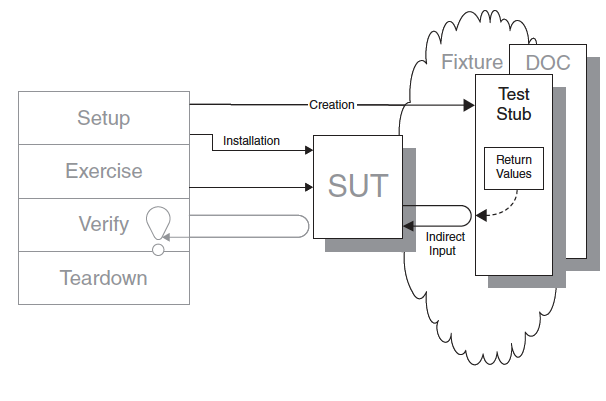 Fixture
DOC
Test
Stub
Setup
Creation
Installation
Exercise
SUT
Return
Values
Verify
Indirect
Input
Teardown